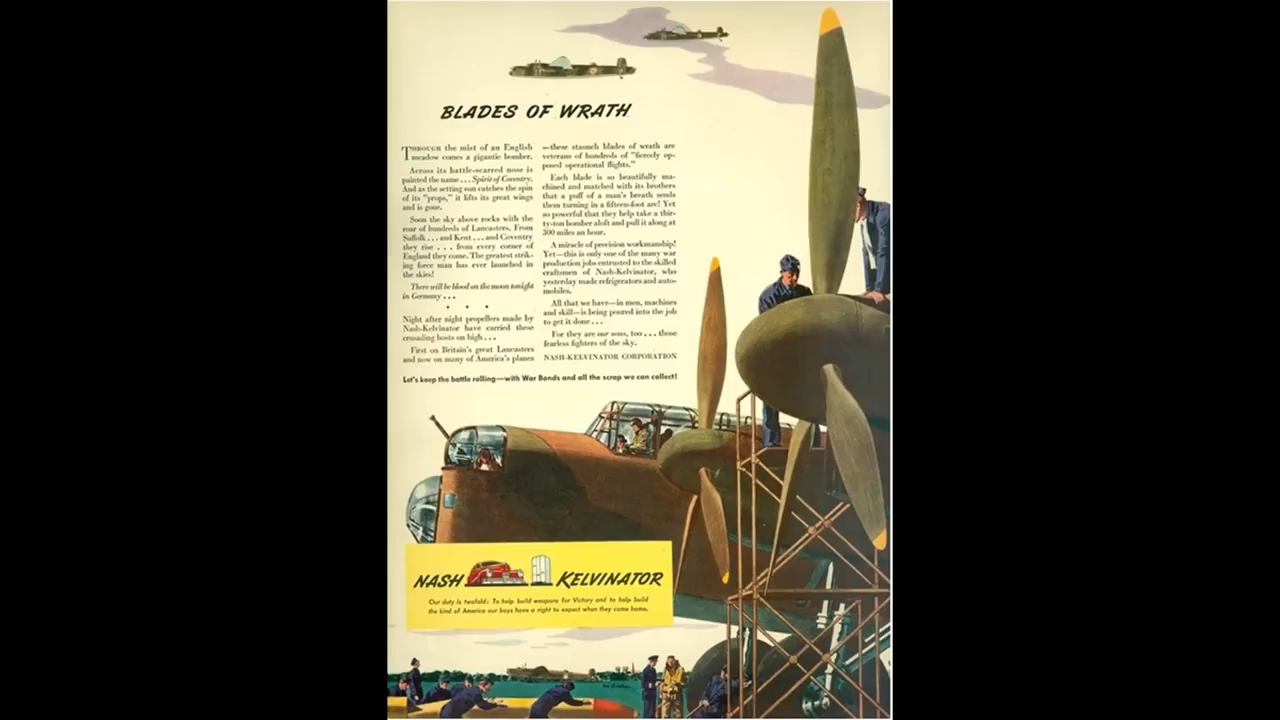 BLADES OF WRATH
THROUGH the mist of an English
meadow comes a gigantic bomber.
Across its battle-scarred nose is
painted the name . . . Spirit of Coventry.
And as the setting sun catches the spin
of its "props," it lifts its great wings
and is gone.
Soon the sky above rocks with the
roar of hundreds of Lancasters. From
Suffolk . . . and Kent . . . and Coventry
they rise . . . from every corner of
England they come. The greatest strik-
ing force man has ever launched in
the skies!
There will be blood on the moon tonight
in Germany . . .
• • •
Night after night propellers made by
Nash-Kelvinator have carried these
crusading hosts on high . . .
First on Britain's great Lancasters
and now on many of America's planes
—these staunch blades of wrath are
veterans of hundreds of "fiercely op-
posed operational flights."
Each blade is so beautifully ma-
chined and matched with its brothers
that a puff of a man's breath sends
them turning in a fifteen-foot arc! Yet
so powerful that they help take a thir-
ty-ton bomber aloft and pull it along at
300 miles an hour.
A miracle of precision workmanship!
Yet—this is only one of the many war
production jobs entrusted to the skilled
craftsmen of Nash-Kelvinator, who
yesterday made refrigerators and auto-
mobiles.
All that we have—in men, machines
and skill—is being poured into the job
to get it done . . .
For they are our sons, too . . . those
fearless fighters of the sky.
NASH-KELVINATOR CORPORATION
Let's keep the battle rolling—with War Bonds and all the scrap we can collect!
NASH KELVINATOR
Our duty is twofold: To help build weapons for Victory and to help build
the kind of America our boys have a right to expect when they come home.